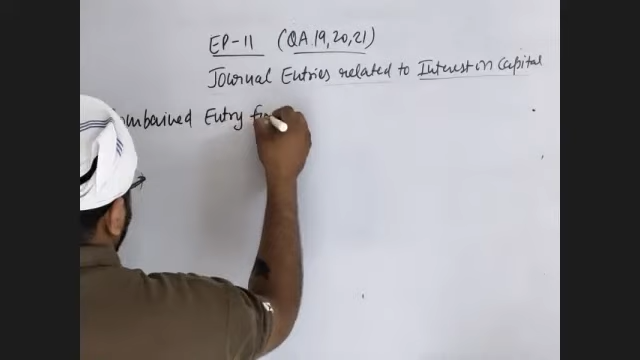 EP-11 (QA.19,20,21)
Journal Entries related to Interest on Capital
Entry